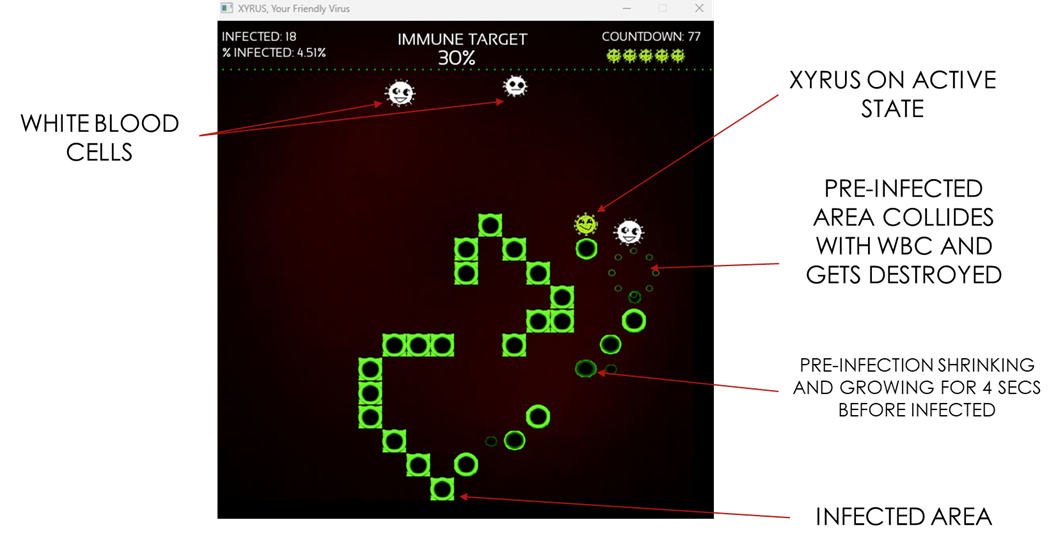 XYRUS, Your Friendly Virus
INFECTED: 18
% INFECTED: 4.51%
IMMUNE TARGET
30%
COUNTDOWN: 77
WHITE BLOOD
CELLS
XYRUS ON ACTIVE
STATE
PRE-INFECTED
AREA COLLIDES
WITH WBC AND
GETS DESTROYED
PRE-INFECTION SHRINKING
AND GROWING FOR 4 SECS
BEFORE INFECTED
INFECTED AREA